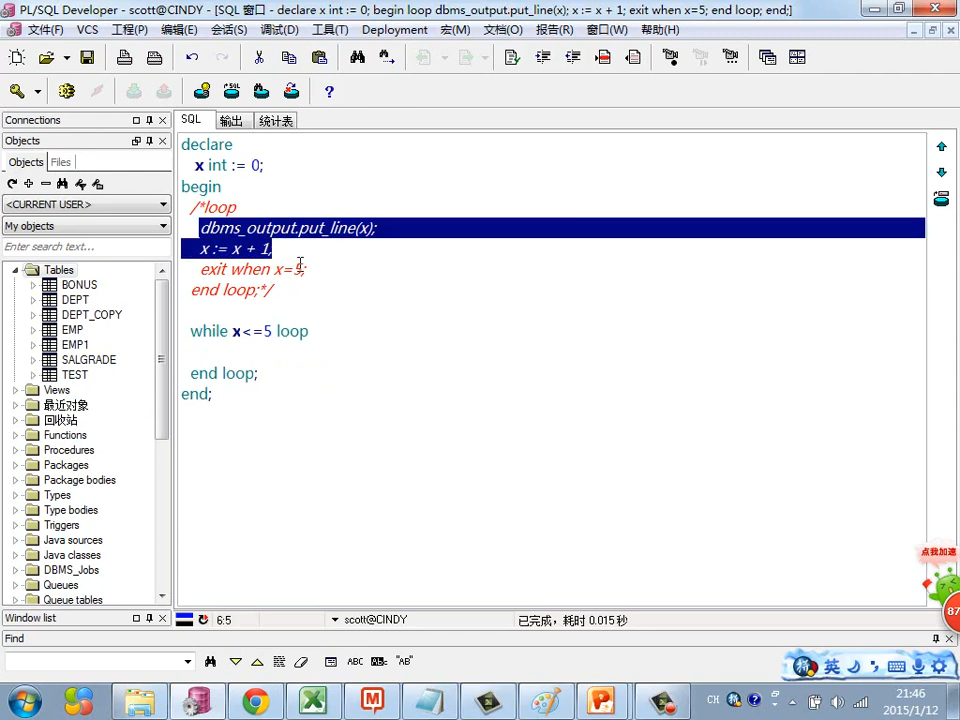 PL/SQL Developer - scott@CINDY - [SQL 窗口 - declare x int := 0; begin loop dbms_output.put_line(x); x := x + 1; exit when x=5; end loop; end;]
文件(F) VCS 工程(P) 编辑(E) 会话(S) 调试(D) 工具(T) Deployment 宏(M) 文档(O) 报告(R) 窗口(W) 帮助(H)
Connections
Objects
Objects Files
<CURRENT USER>
My objects
Enter filter...
Tables
BONUS
DEPT
DEPT_COPY
EMP
EMP1
SALGRADE
TEST
Views
最近对象
回收站
Functions
Procedures
Packages
Package bodies
Types
Type bodies
Triggers
Java sources
Java classes
DBMS_Jobs
Queues
Queue tables
SQL 输出 统计表
declare
x int := 0;
begin
/*loop
dbms_output.put_line(x);
x := x + 1;
exit when x=5;
end loop;*/
while x<=5 loop
end loop;
end;
点我加速
87
Window list
6:5 scott@CINDY 已完成, 耗时 0.015 秒
Find
ABC "AB"
英
CH 21:46
2015/1/12